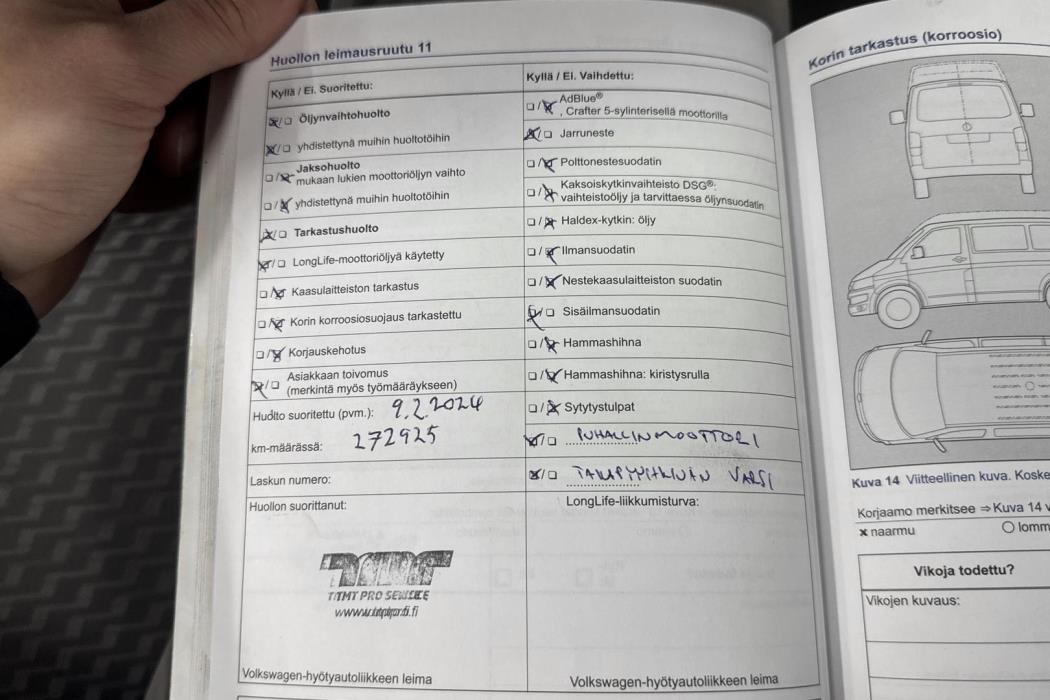 Huollon leimausruutu 11
Kyllä / Ei. Suoritettu:
Öljynvaihtohuolto
yhdistettynä muihin huoltotöihin
Jaksohuolto
mukaan lukien moottoriöljyn vaihto
yhdistettynä muihin huoltotöihin
Tarkastushuolto
LongLife-moottoriöljyä käytetty
Kaasulaitteiston tarkastus
Korin korroosiosuojaus tarkastettu
Korjauskehotus
Asiakkaan toivomus
(merkintä myös työmääräykseen)
Huolto suoritettu (pvm.): 9.2.2024
km-määrässä: 272925
Laskun numero:
Huollon suorittanut:
TMT PRO SERVICE
Volkswagen-hyötyautoliikkeen leima
Kyllä / Ei. Vaihdettu:
AdBlue®
, Crafter 5-sylinterisellä moottorilla
Jarruneste
Polttonestesuodatin
Kaksoiskytkinvaihteisto DSG®:
vaihteistoöljy ja tarvittaessa öljynsuodatin
Haldex-kytkin: öljy
Ilmansuodatin
Nestekaasulaitteiston suodatin
Sisäilmansuodatin
Hammashihna
Hammashihna: kiristysrulla
Sytytystulpat
PUHALLINMOOTTORI
TAKAPYYHKIJÄN VARSI
LongLife-liikkumisturva:
Volkswagen-hyötyautoliikkeen leima
Korin tarkastus (korroosio)
Kuva 14 Viitteellinen kuva. Koske
Korjaamo merkitsee ⇒ Kuva 14 v
x naarmu
O lomm
Vikoja todettu?
Vikojen kuvaus: